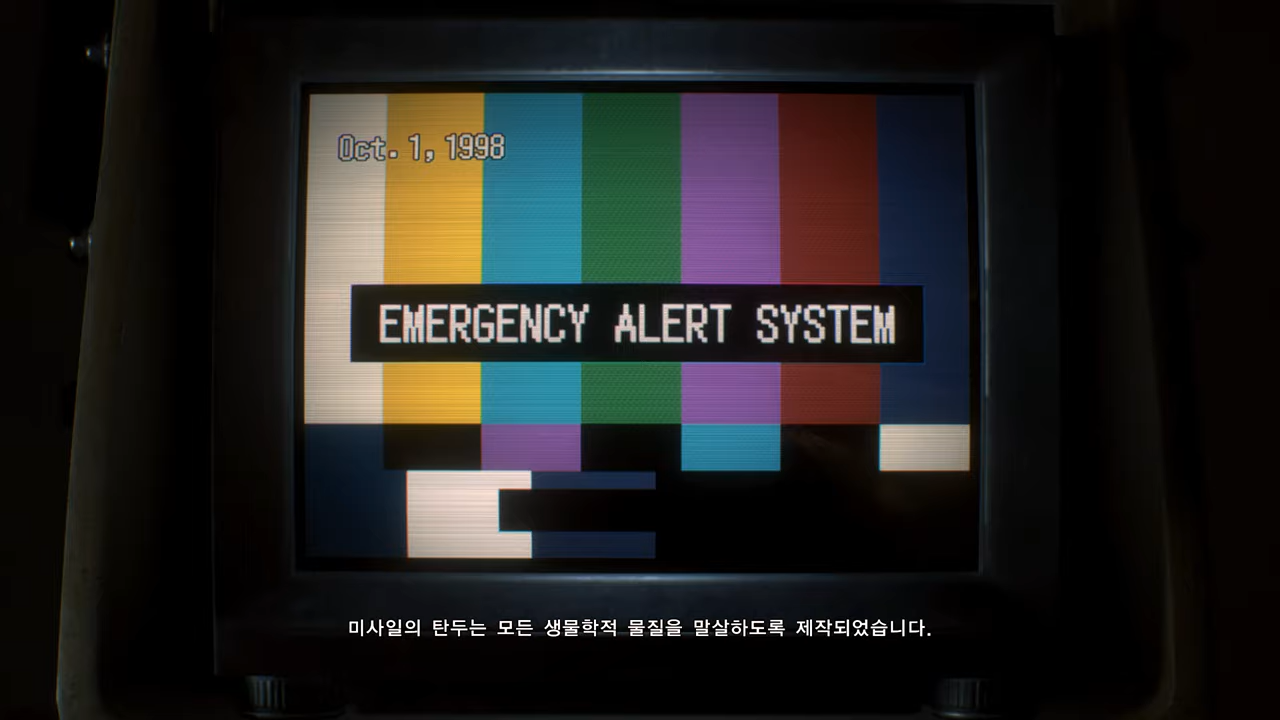 Oct. 1, 1998
EMERGENCY ALERT SYSTEM
미사일의 탄두는 모든 생물학적 물질을 말살하도록 제작되었습니다.